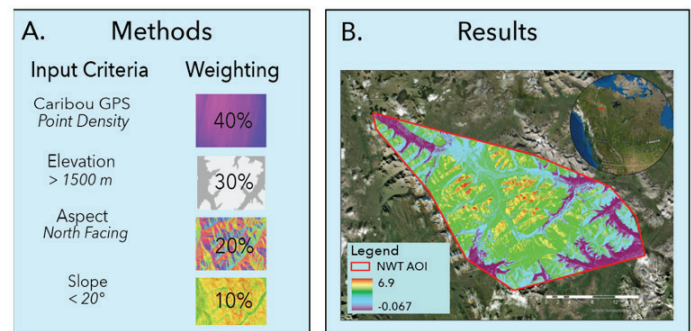 A. Methods
Input Criteria Weighting
Caribou GPS
Point Density
40%
Elevation
> 1500 m
30%
Aspect
North Facing
20%
Slope
< 20°
10%
B. Results
Legend
NWT AOI
6.9
-0.067